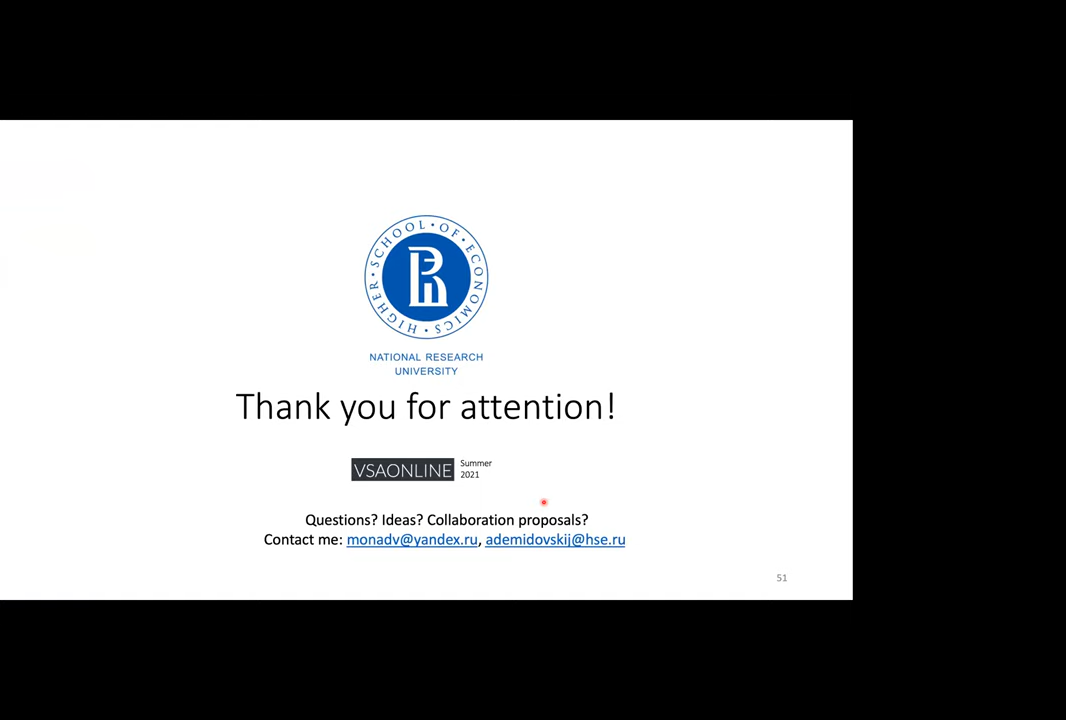 HIGHER • SCHOOL • OF • ECONOMICS •
NATIONAL RESEARCH
UNIVERSITY
Thank you for attention!
VSAONLINE
Summer
2021
Questions? Ideas? Collaboration proposals?
Contact me: monadv@yandex.ru, ademidovskij@hse.ru
51